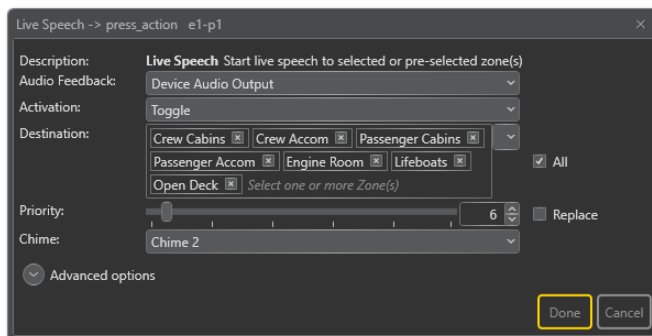 Live Speech -> press_action e1-p1
Description: Live Speech Start live speech to selected or pre-selected zone(s)
Audio Feedback: Device Audio Output
Activation: Toggle
Destination: Crew Cabins Crew Accom Passenger Cabins
Passenger Accom Engine Room Lifeboats All
Open Deck Select one or more Zone(s)
Priority: 6 Replace
Chime: Chime 2
Advanced options
Done Cancel